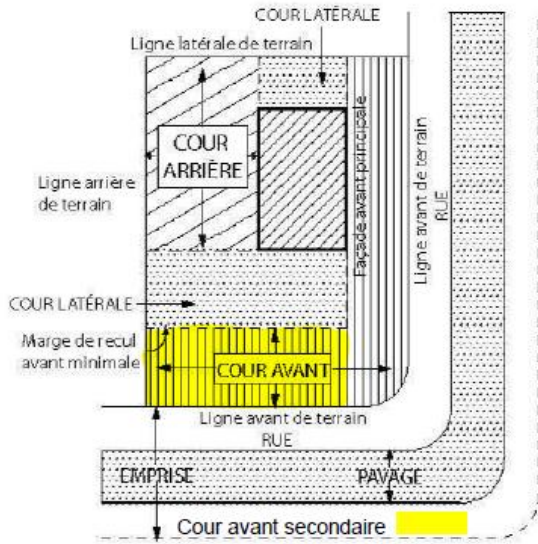 COUR LATÉRALE
Ligne latérale de terrain
COUR
ARRIÈRE
Ligne arrière
de terrain
Façade avant principale
Ligne avant de terrain
RUE
COUR LATÉRALE
Marge de recul
avant minimale
COUR AVANT
Ligne avant de terrain
RUE
EMPRISE
PAVAGE
Cour avant secondaire